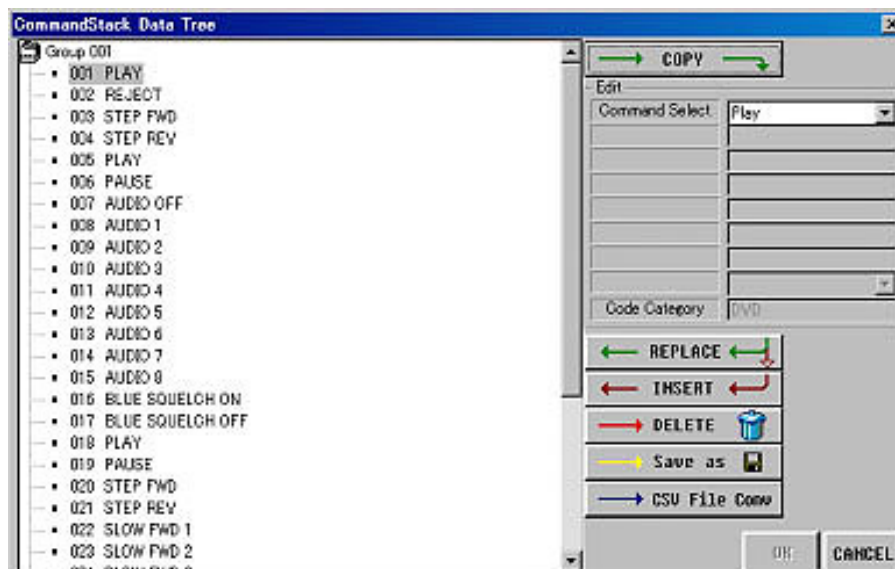 CommandStack Data Tree
Group 001
001 PLAY
002 REJECT
003 STEP FWD
004 STEP REV
005 PLAY
006 PAUSE
007 AUDIO OFF
008 AUDIO 1
009 AUDIO 2
010 AUDIO 3
011 AUDIO 4
012 AUDIO 5
013 AUDIO 6
014 AUDIO 7
015 AUDIO 8
016 BLUE SQUELCH ON
017 BLUE SQUELCH OFF
018 PLAY
019 PAUSE
020 STEP FWD
021 STEP REV
022 SLOW FWD 1
023 SLOW FWD 2
COPY
Edit
Command Select Play
Code Category DVD
REPLACE
INSERT
DELETE
Save as
CSV File Conv
OK CANCEL